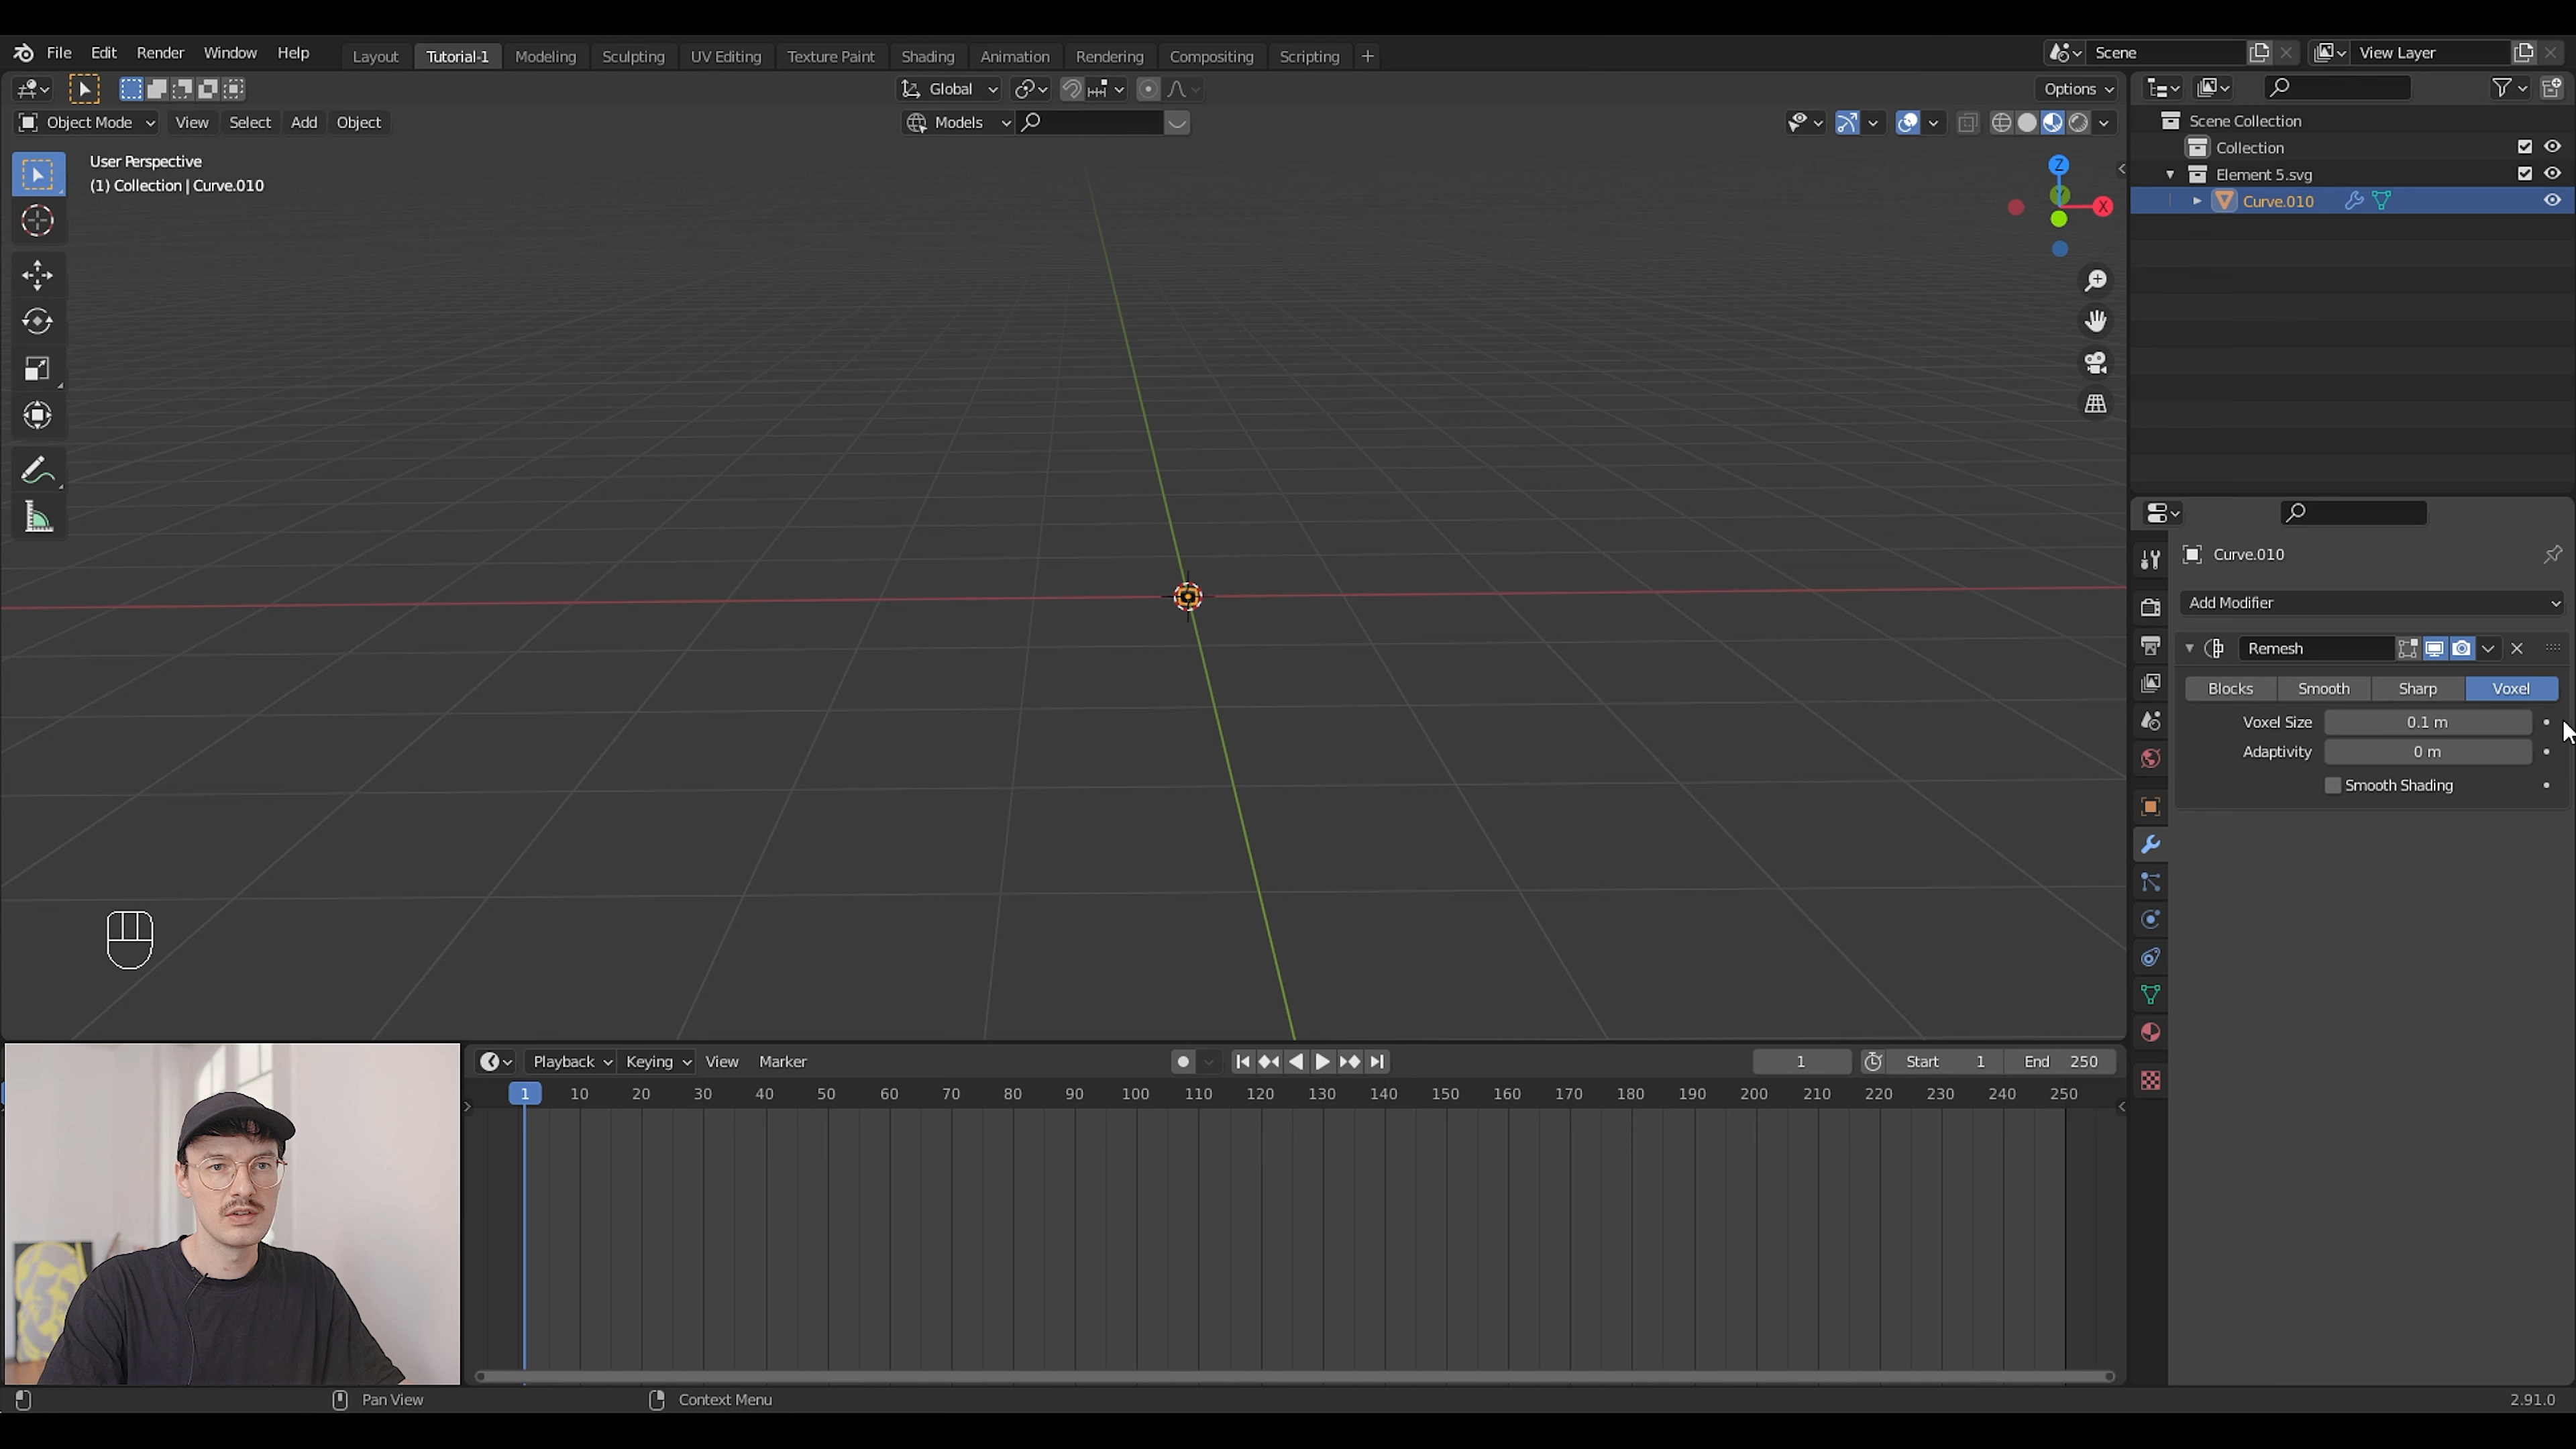 File Edit Render Window Help Layout Tutorial-1 Modeling Sculpting UV Editing Texture Paint Shading Animation Rendering Compositing Scripting + Scene View Layer
Global Options
Object Mode View Select Add Object Models
User Perspective
(1) Collection | Curve.010
Z
Y
X
Scene Collection
Collection
Element 5.svg
Curve.010
Curve.010
Add Modifier
Remesh
Blocks Smooth Sharp Voxel
Voxel Size 0.1 m
Adaptivity 0 m
Smooth Shading
Playback Keying View Marker 1 Start 1 End 250
1 10 20 30 40 50 60 70 80 90 100 110 120 130 140 150 160 170 180 190 200 210 220 230 240 250
Pan View Context Menu 2.91.0